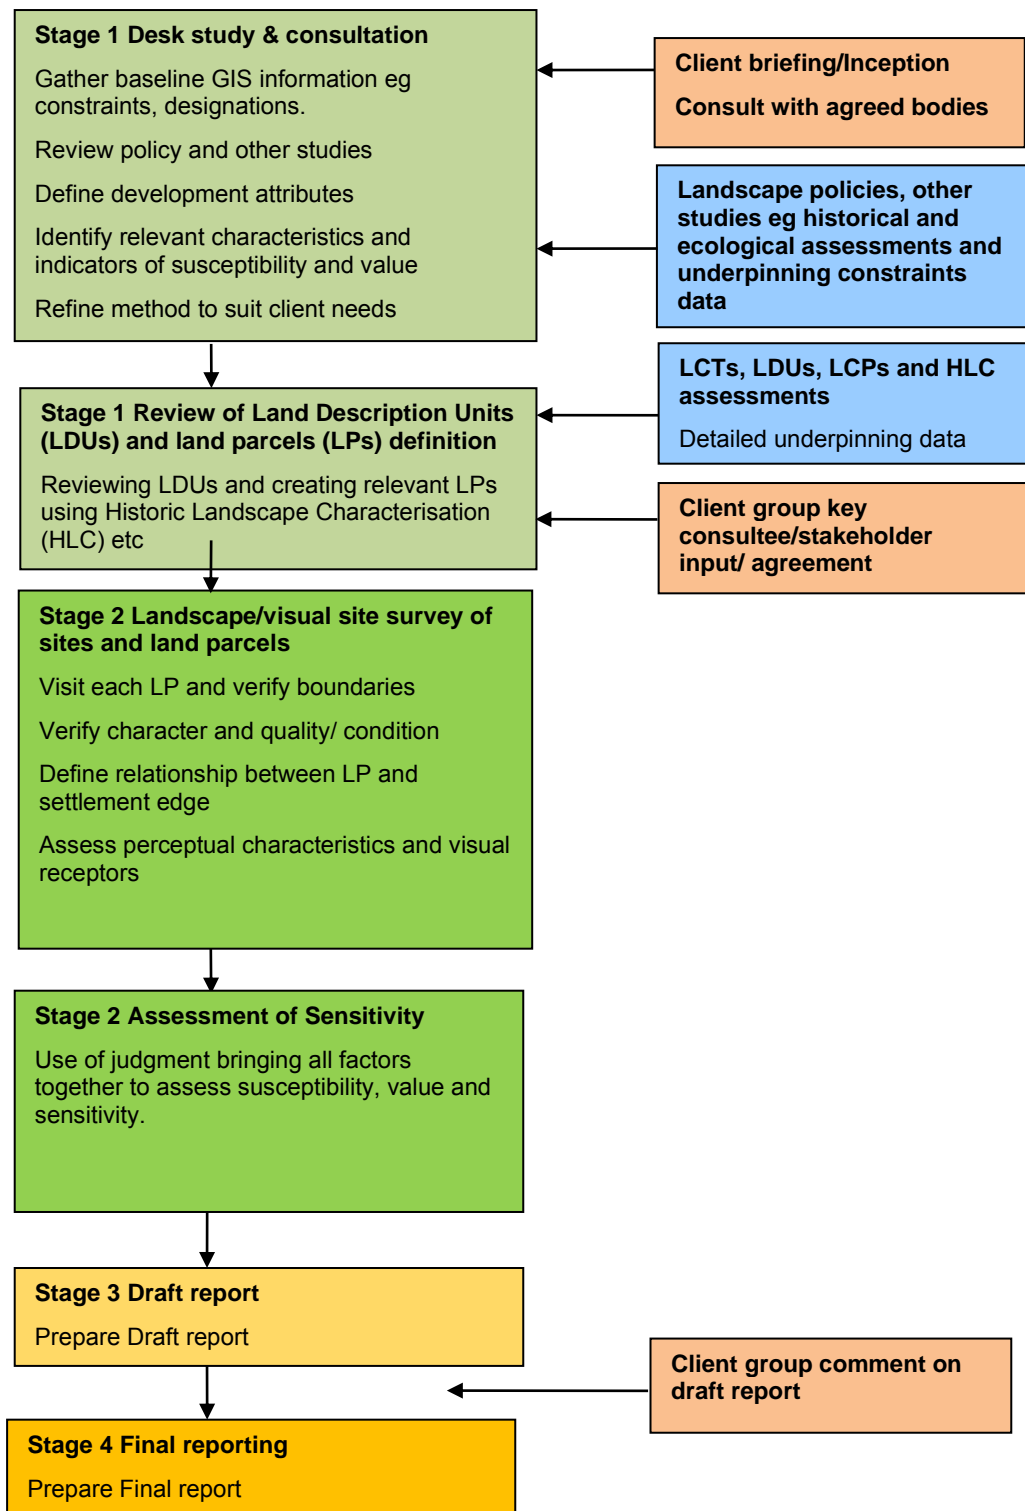 Stage 1 Desk study & consultation
Gather baseline GIS information eg
constraints, designations.
Review policy and other studies
Define development attributes
Identify relevant characteristics and
indicators of susceptibility and value
Refine method to suit client needs
Client briefing/Inception
Consult with agreed bodies
Landscape policies, other
studies eg historical and
ecological assessments and
underpinning constraints
data
Stage 1 Review of Land Description Units
(LDUs) and land parcels (LPs) definition
Reviewing LDUs and creating relevant LPs
using Historic Landscape Characterisation
(HLC) etc
LCTs, LDUs, LCPs and HLC
assessments
Detailed underpinning data
Client group key
consultee/stakeholder
input/ agreement
Stage 2 Landscape/visual site survey of
sites and land parcels
Visit each LP and verify boundaries
Verify character and quality/ condition
Define relationship between LP and
settlement edge
Assess perceptual characteristics and visual
receptors
Stage 2 Assessment of Sensitivity
Use of judgment bringing all factors
together to assess susceptibility, value and
sensitivity.
Stage 3 Draft report
Prepare Draft report
Client group comment on
draft report
Stage 4 Final reporting
Prepare Final report